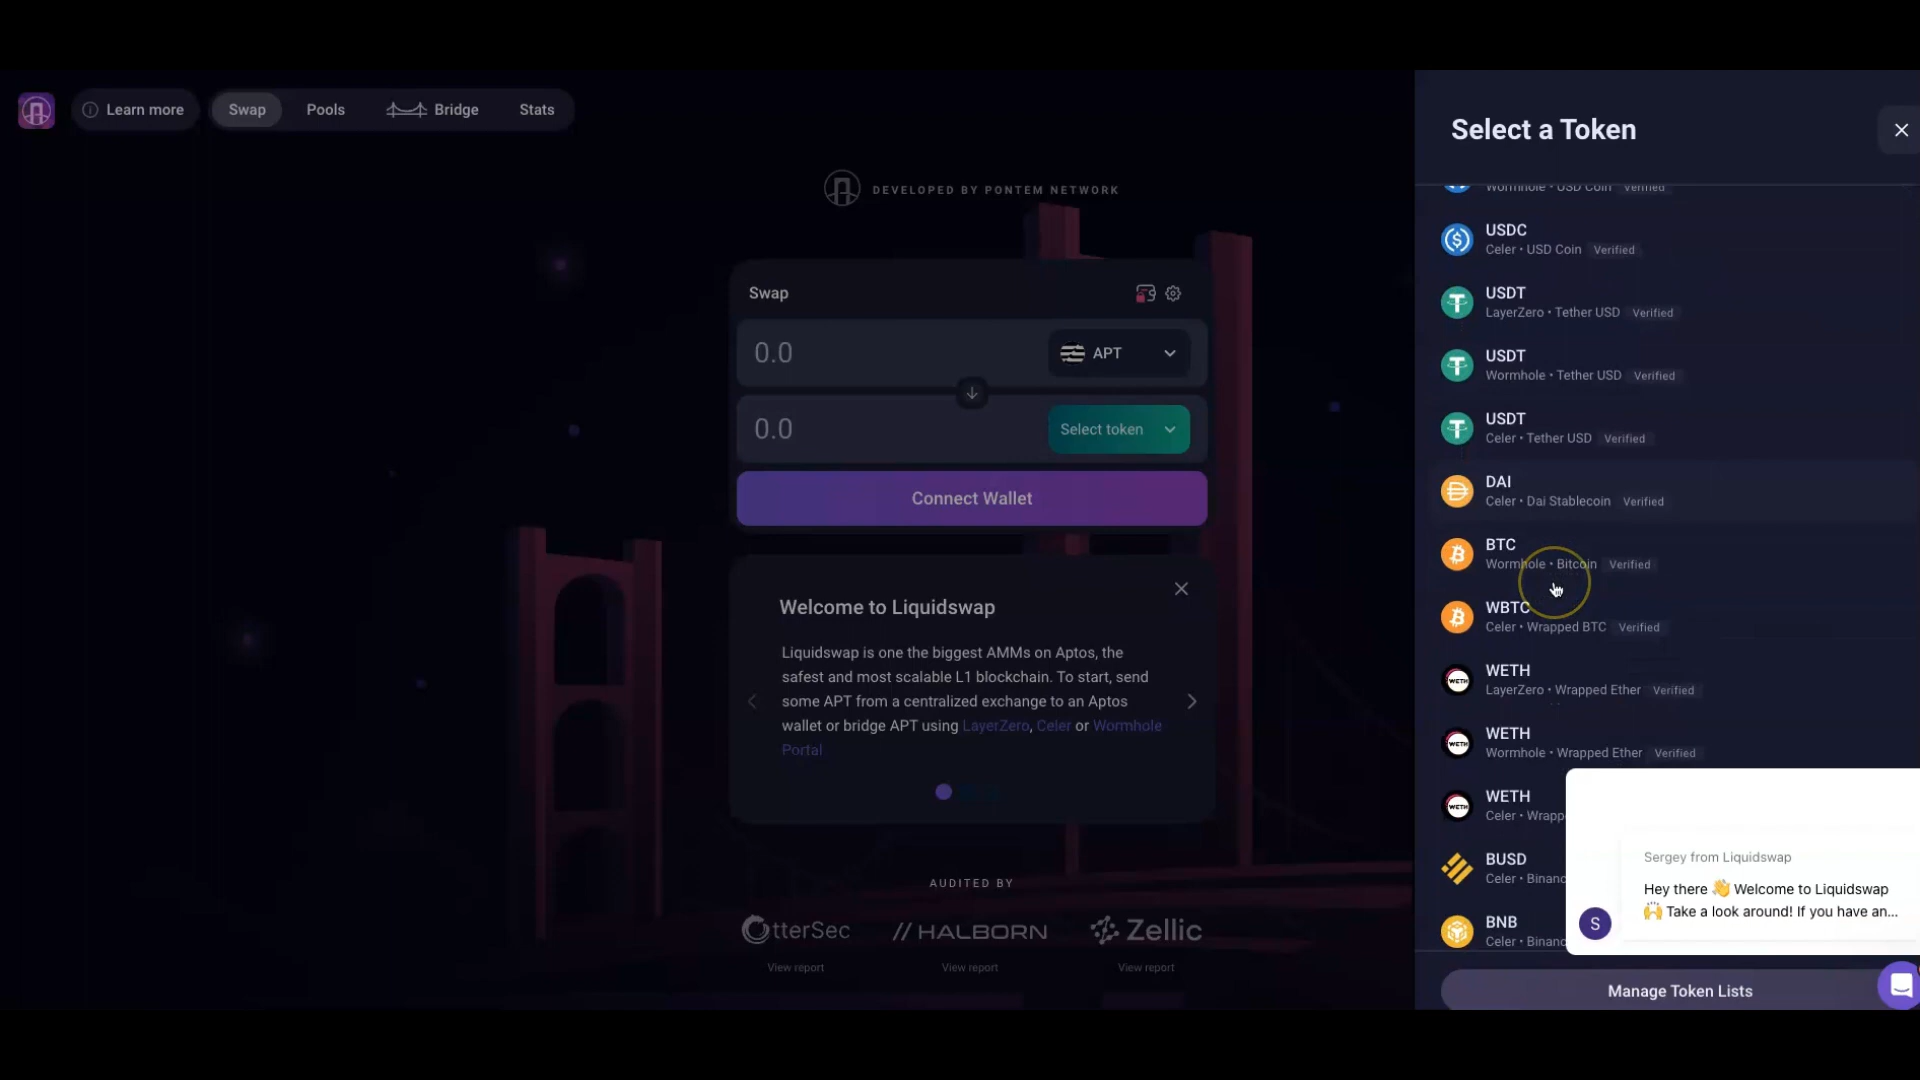 Learn more
Swap
Pools
Bridge
Stats
DEVELOPED BY PONTEM NETWORK
Swap
0.0
APT
0.0
Select token
Connect Wallet
Welcome to Liquidswap
Liquidswap is one the biggest AMMs on Aptos, the
safest and most scalable L1 blockchain. To start, send
some APT from a centralized exchange to an Aptos
wallet or bridge APT using LayerZero, Celer or Wormhole
Portal
AUDITED BY
OtterSec
HALBORN
Zellic
View report
View report
View report
Select a Token
Wormhole • USD Coin Verified
USDC
Celer • USD Coin Verified
USDT
LayerZero • Tether USD Verified
USDT
Wormhole • Tether USD Verified
USDT
Celer • Tether USD Verified
DAI
Celer • Dai Stablecoin Verified
BTC
Wormhole • Bitcoin Verified
WBTC
Celer • Wrapped BTC Verified
WETH
LayerZero • Wrapped Ether Verified
WETH
Wormhole • Wrapped Ether Verified
WETH
Celer • Wrapp
BUSD
Celer • Binanc
BNB
Celer • Binanc
Sergey from Liquidswap
Hey there 👋 Welcome to Liquidswap
🙌 Take a look around! If you have an...
S
Manage Token Lists